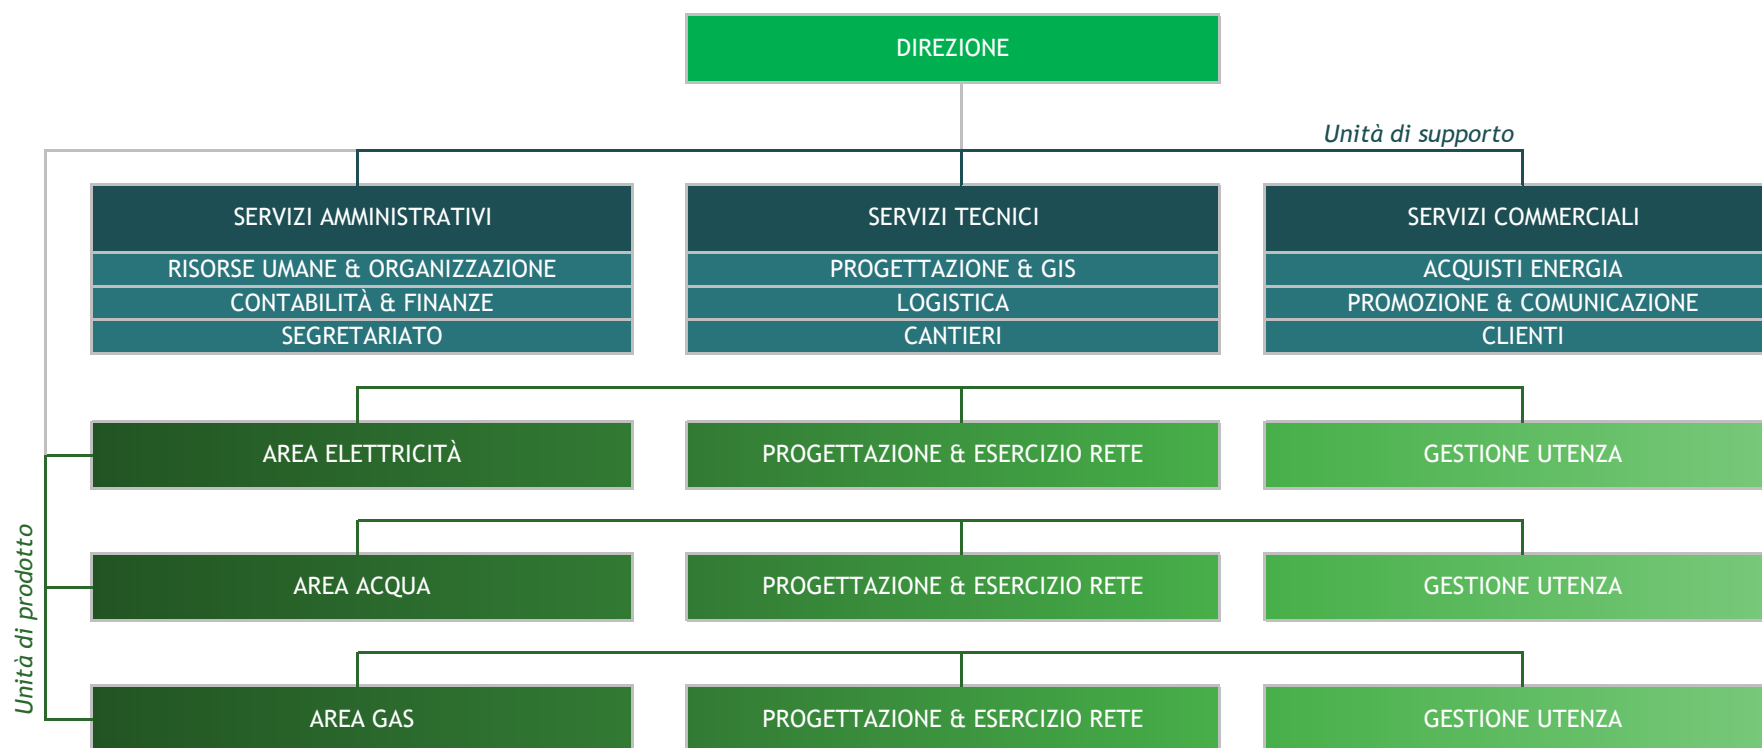 DIREZIONE
Unità di supporto
SERVIZI AMMINISTRATIVI
RISORSE UMANE & ORGANIZZAZIONE
CONTABILITÀ & FINANZE
SEGRETARIATO
SERVIZI TECNICI
PROGETTAZIONE & GIS
LOGISTICA
CANTIERI
SERVIZI COMMERCIALI
ACQUISTI ENERGIA
PROMOZIONE & COMUNICAZIONE
CLIENTI
Unità di prodotto
AREA ELETTRICITÀ
PROGETTAZIONE & ESERCIZIO RETE
GESTIONE UTENZA
AREA ACQUA
PROGETTAZIONE & ESERCIZIO RETE
GESTIONE UTENZA
AREA GAS
PROGETTAZIONE & ESERCIZIO RETE
GESTIONE UTENZA